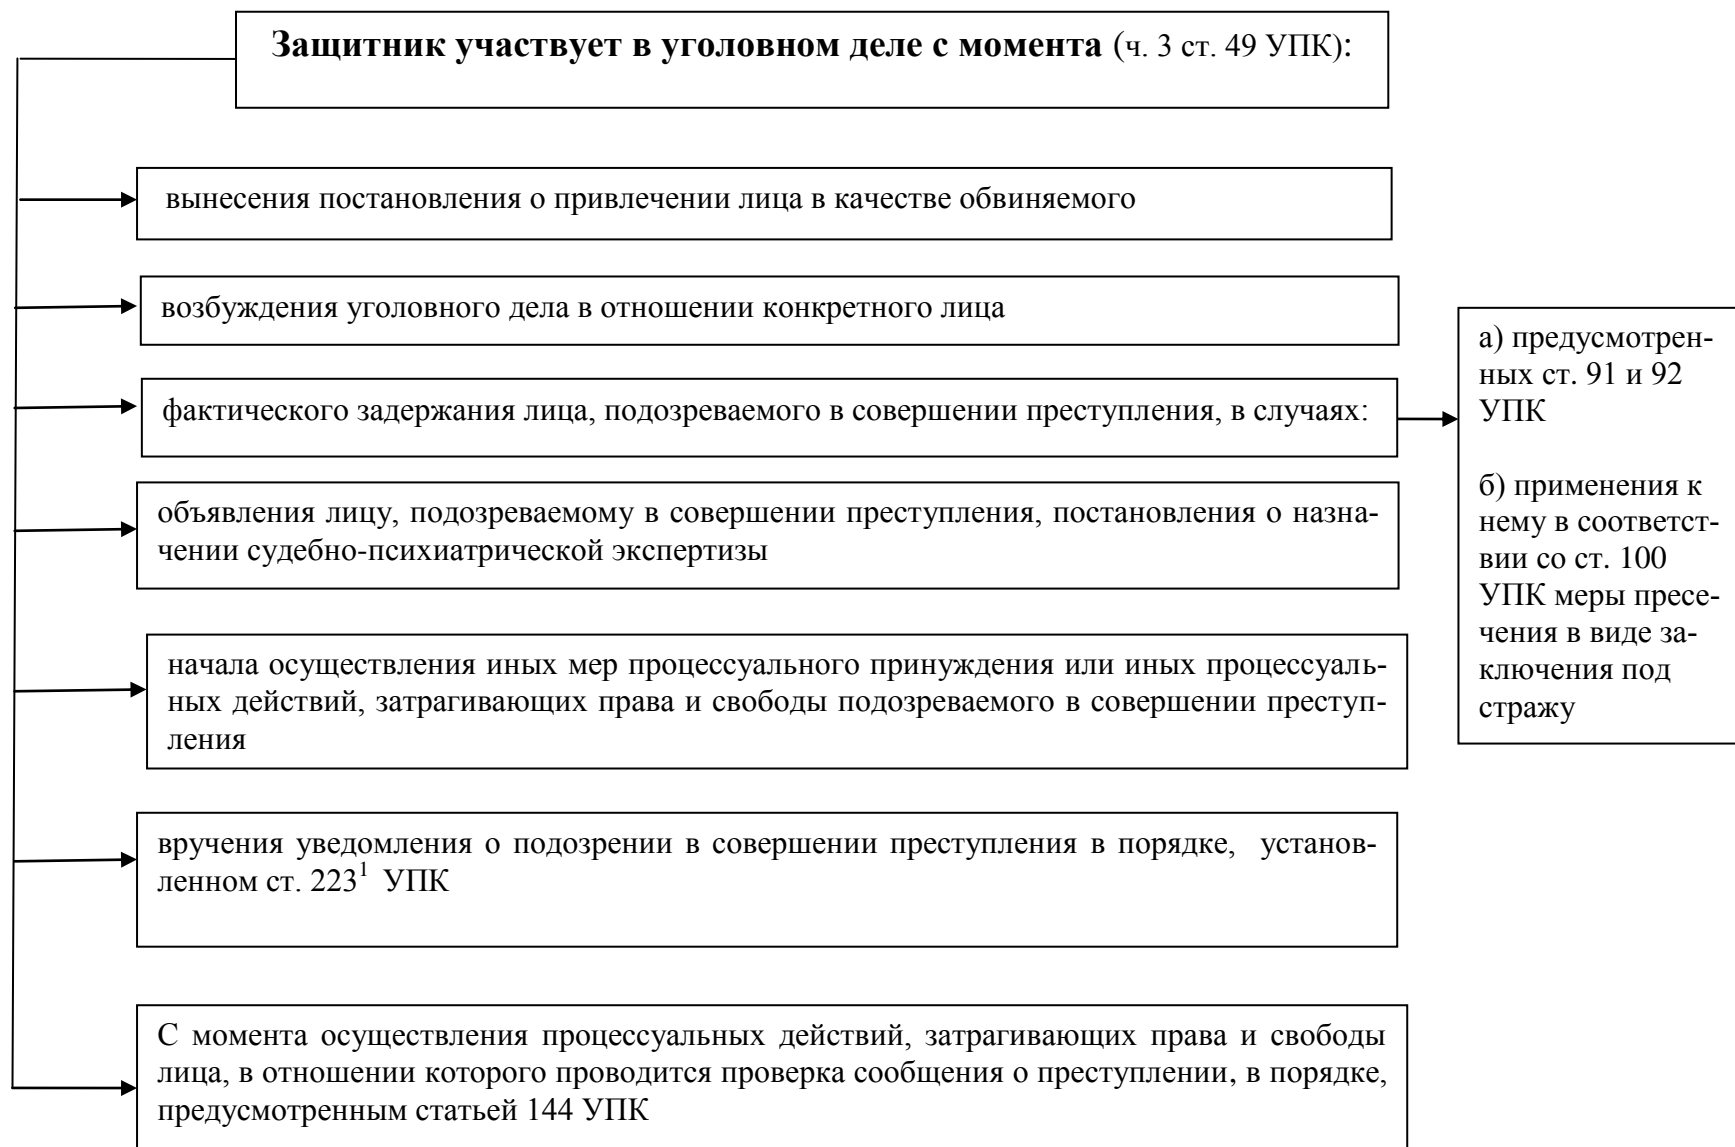 Защитник участвует в уголовном деле с момента (ч. 3 ст. 49 УПК):
вынесения постановления о привлечении лица в качестве обвиняемого
возбуждения уголовного дела в отношении конкретного лица
фактического задержания лица, подозреваемого в совершении преступления, в случаях:
а) предусмотрен-
ных ст. 91 и 92
УПК
б) применения к
нему в соответст-
вии со ст. 100
УПК меры пресе-
чения в виде за-
ключения под
стражу
объявления лицу, подозреваемому в совершении преступления, постановления о назна-
чении судебно-психиатрической экспертизы
начала осуществления иных мер процессуального принуждения или иных процессуаль-
ных действий, затрагивающих права и свободы подозреваемого в совершении преступ-
ления
вручения уведомления о подозрении в совершении преступления в порядке, установ-
ленном ст. 223¹ УПК
С момента осуществления процессуальных действий, затрагивающих права и свободы
лица, в отношении которого проводится проверка сообщения о преступлении, в порядке,
предусмотренным статьей 144 УПК